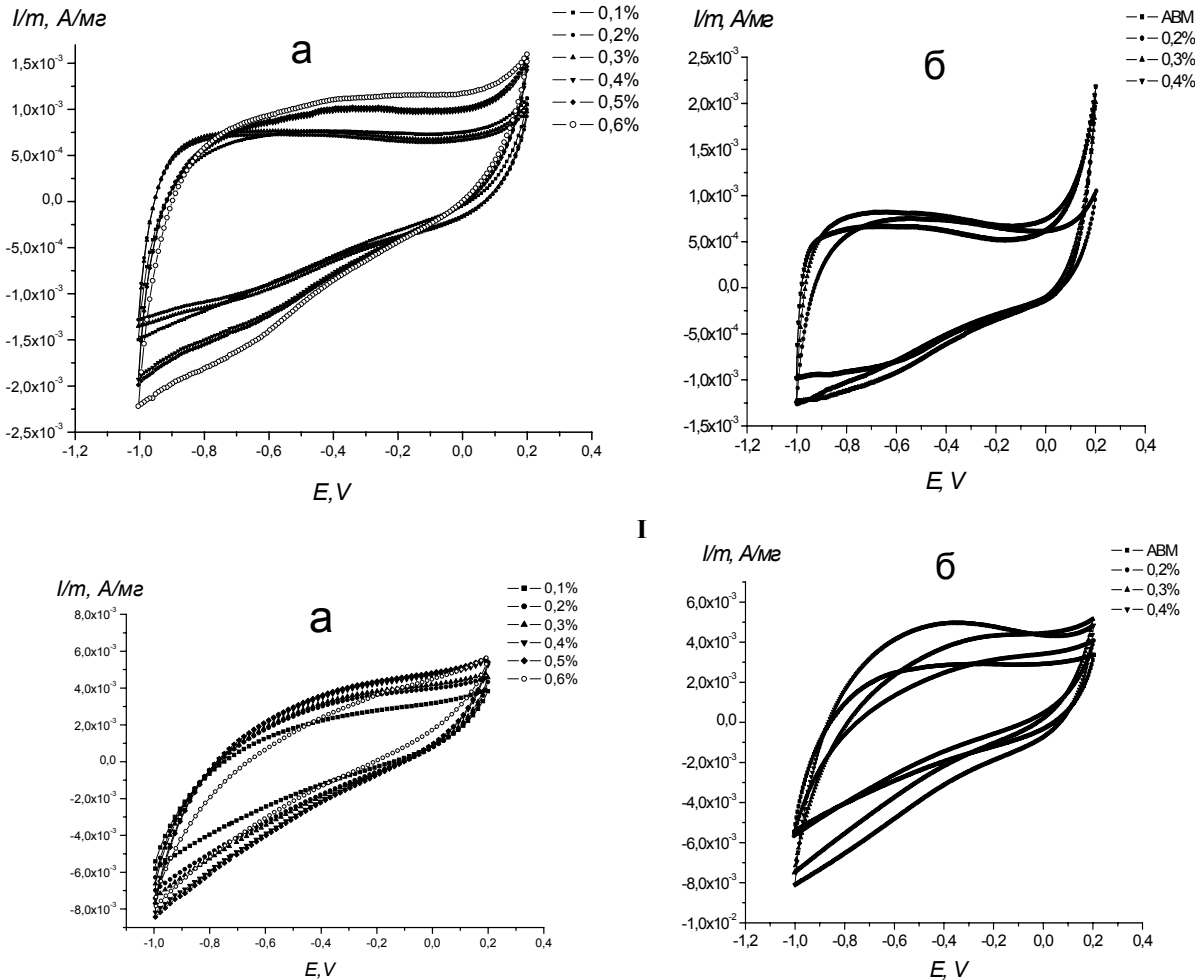 I/m, А/мг
а
0,1%
0,2%
0,3%
0,4%
0,5%
0,6%
1,5x10⁻³
1,0x10⁻³
5,0x10⁻⁴
0,0
-5,0x10⁻⁴
-1,0x10⁻³
-1,5x10⁻³
-2,0x10⁻³
-2,5x10⁻³
-1,2 -1,0 -0,8 -0,6 -0,4 -0,2 0,0 0,2 0,4
E, V
I/m, А/мг
б
АВМ
0,2%
0,3%
0,4%
2,5x10⁻³
2,0x10⁻³
1,5x10⁻³
1,0x10⁻³
5,0x10⁻⁴
0,0
-5,0x10⁻⁴
-1,0x10⁻³
-1,5x10⁻³
-1,2 -1,0 -0,8 -0,6 -0,4 -0,2 0,0 0,2 0,4
E, V
I
I/m, А/мг
а
0,1%
0,2%
0,3%
0,4%
0,5%
0,6%
8,0x10⁻³
6,0x10⁻³
4,0x10⁻³
2,0x10⁻³
0,0
-2,0x10⁻³
-4,0x10⁻³
-6,0x10⁻³
-8,0x10⁻³
-1,0 -0,8 -0,6 -0,4 -0,2 0,0 0,2 0,4
E, V
I/m, А/мг
б
АВМ
0,2%
0,3%
0,4%
6,0x10⁻³
4,0x10⁻³
2,0x10⁻³
0,0
-2,0x10⁻³
-4,0x10⁻³
-6,0x10⁻³
-8,0x10⁻³
-1,0x10⁻²
-1,2 -1,0 -0,8 -0,6 -0,4 -0,2 0,0 0,2 0,4
E, V